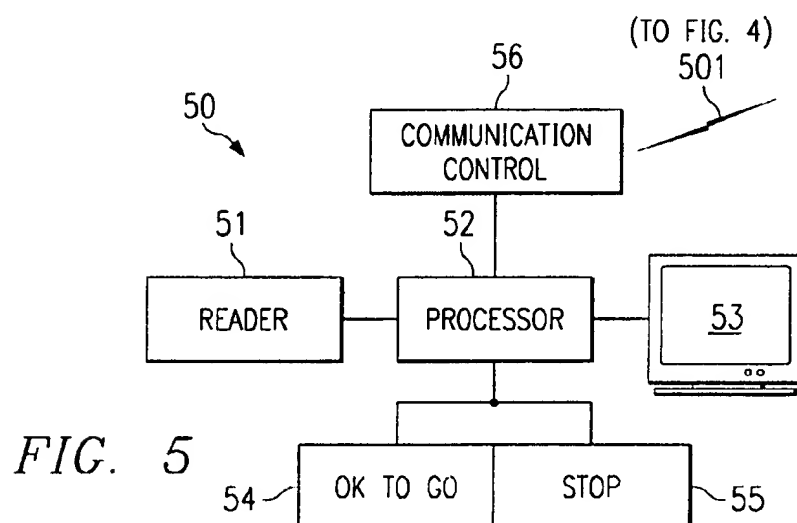 (TO FIG. 4)
501
56
50
COMMUNICATION
CONTROL
51
52
READER
PROCESSOR
53
FIG. 5
54
OK TO GO
STOP
55